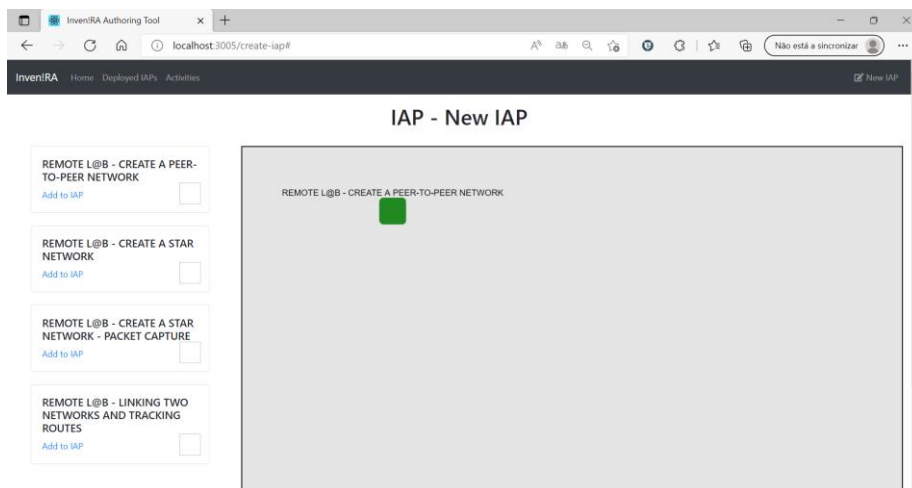 Inven!RA Authoring Tool
localhost:3005/create-iap#
Não está a sincronizar
Inven!RA Home Deployed IAPs Activities New IAP
IAP - New IAP
REMOTE L@B - CREATE A PEER-
TO-PEER NETWORK
Add to IAP
REMOTE L@B - CREATE A PEER-TO-PEER NETWORK
REMOTE L@B - CREATE A STAR
NETWORK
Add to IAP
REMOTE L@B - CREATE A STAR
NETWORK - PACKET CAPTURE
Add to IAP
REMOTE L@B - LINKING TWO
NETWORKS AND TRACKING
ROUTES
Add to IAP